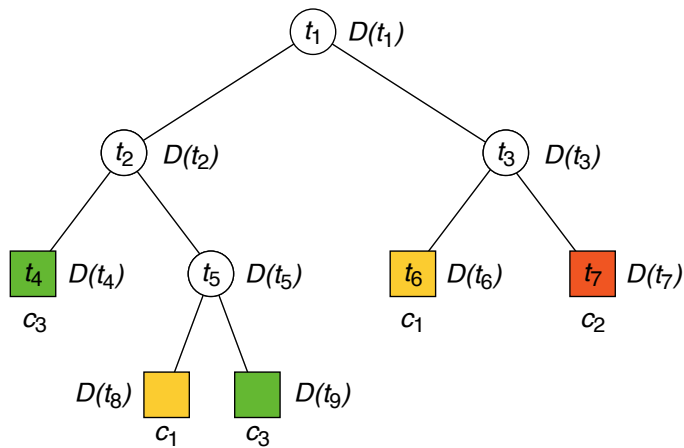 t1 D(t1)
t2 D(t2)
t3 D(t3)
t4 D(t4)
t5 D(t5)
t6 D(t6)
t7 D(t7)
c3
c1
c2
D(t8)
D(t9)
c1
c3